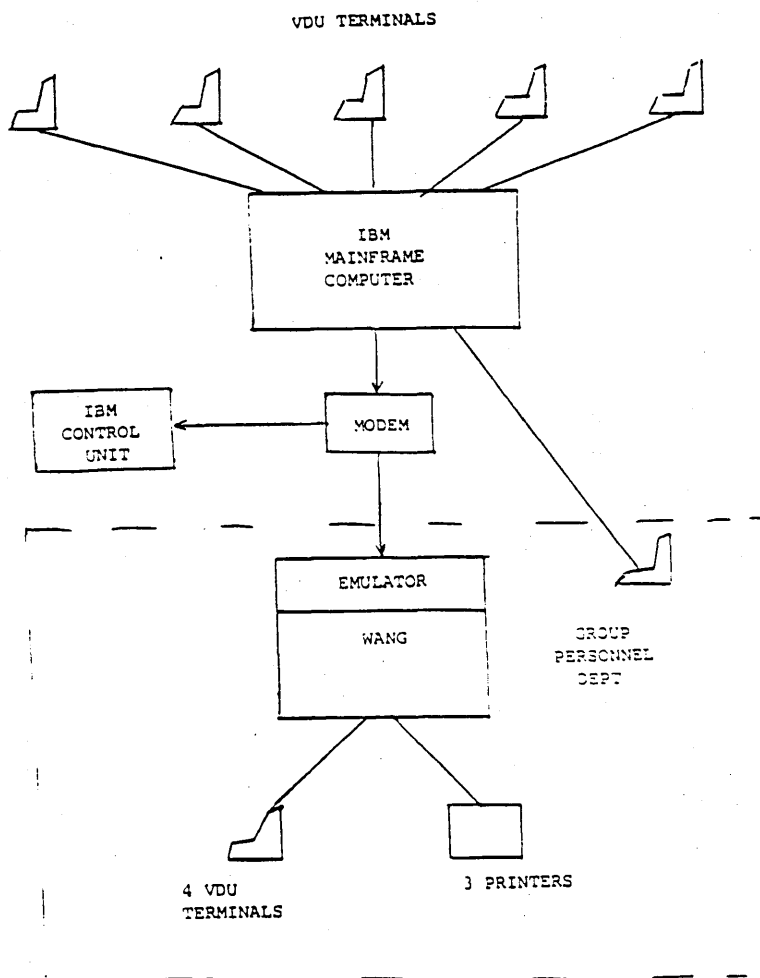 VDU TERMINALS
IBM
MAINFRAME
COMPUTER
IBM
CONTROL
UNIT
MODEM
EMULATOR
WANG
GROUP
PERSONNEL
DEPT
4 VDU
TERMINALS
3 PRINTERS